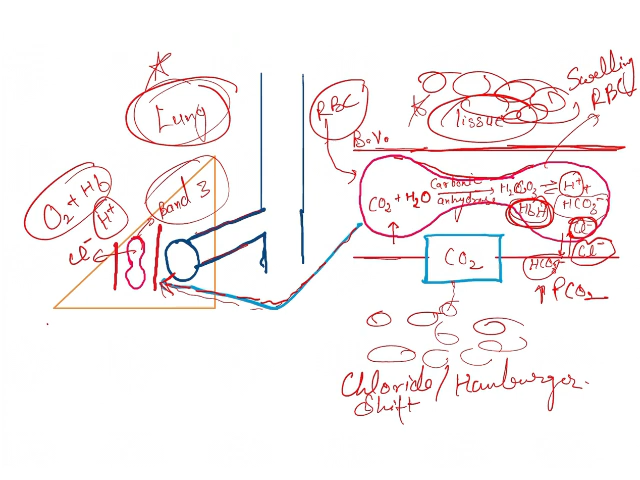 Lung
O₂ + Hb
H⁺
Band 3
Cl⁻
RBC
Tissue
Swelling
RBC
B.V.
CO₂ + H₂O
Carbonic
anhydrase
H₂CO₃ ⇌ H⁺ +
HCO₃⁻
HbH
Cl⁻
Cl⁻
HCO₃⁻
CO₂
↑ PCO₂
Chloride / Hamburger
Shift